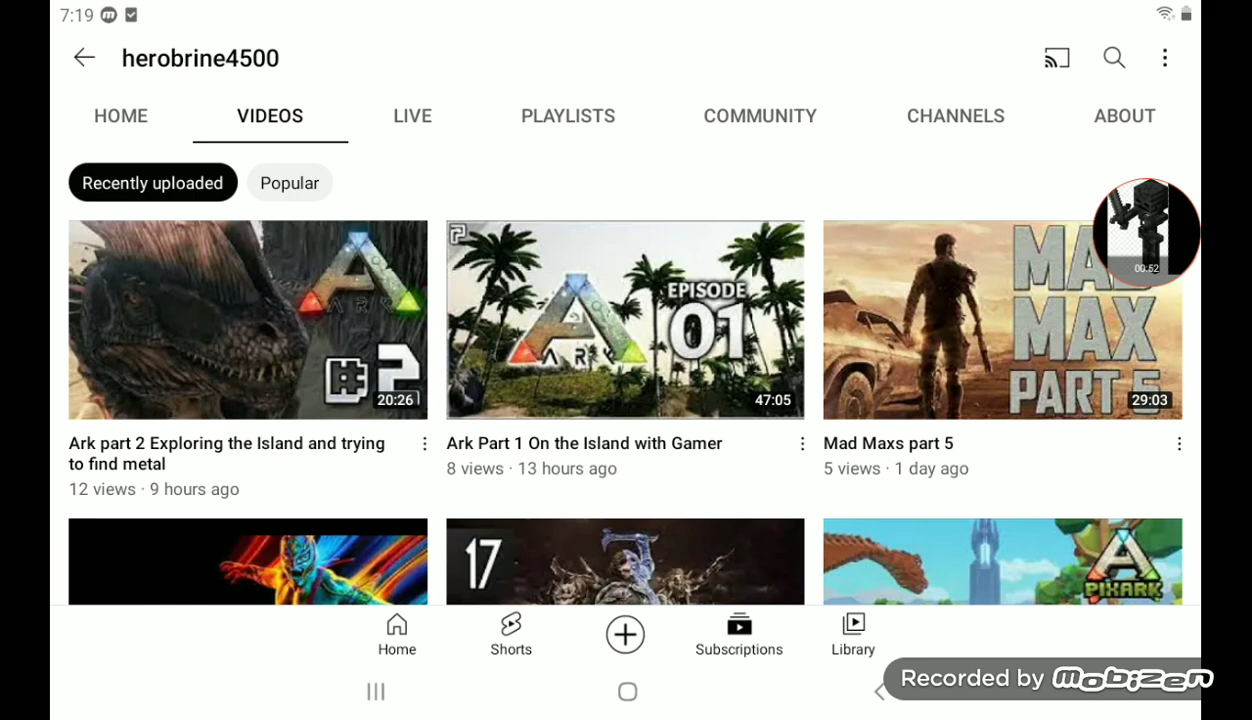 7:19
herobrine4500
HOME VIDEOS LIVE PLAYLISTS COMMUNITY CHANNELS ABOUT
Recently uploaded Popular
ARK
#2
20:26
ARK
EPISODE
01
47:05
MAD
MAX
PART 5
29:03
00:52
Ark part 2 Exploring the Island and trying
to find metal
12 views · 9 hours ago
Ark Part 1 On the Island with Gamer
8 views · 13 hours ago
Mad Maxs part 5
5 views · 1 day ago
17
PIXARK
Home Shorts Subscriptions Library
Recorded by mobizen